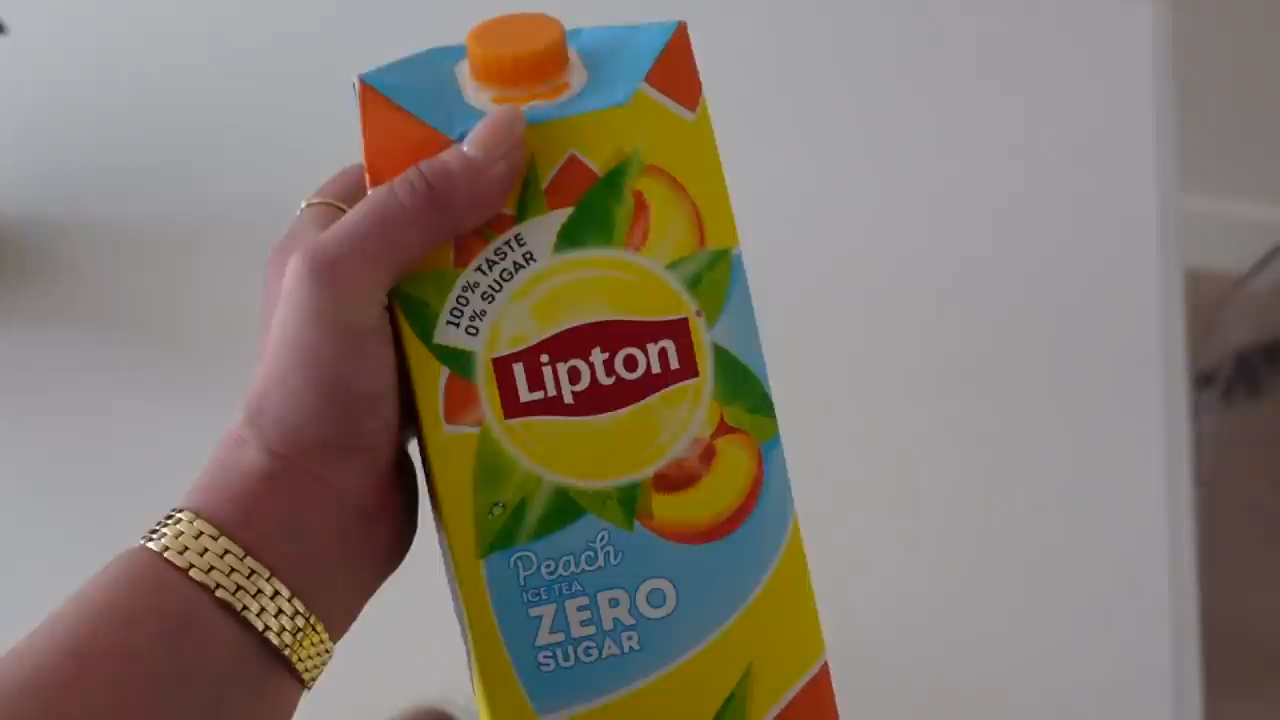 100% TASTE
0% SUGAR
Lipton
Peach
ICE TEA
ZERO
SUGAR